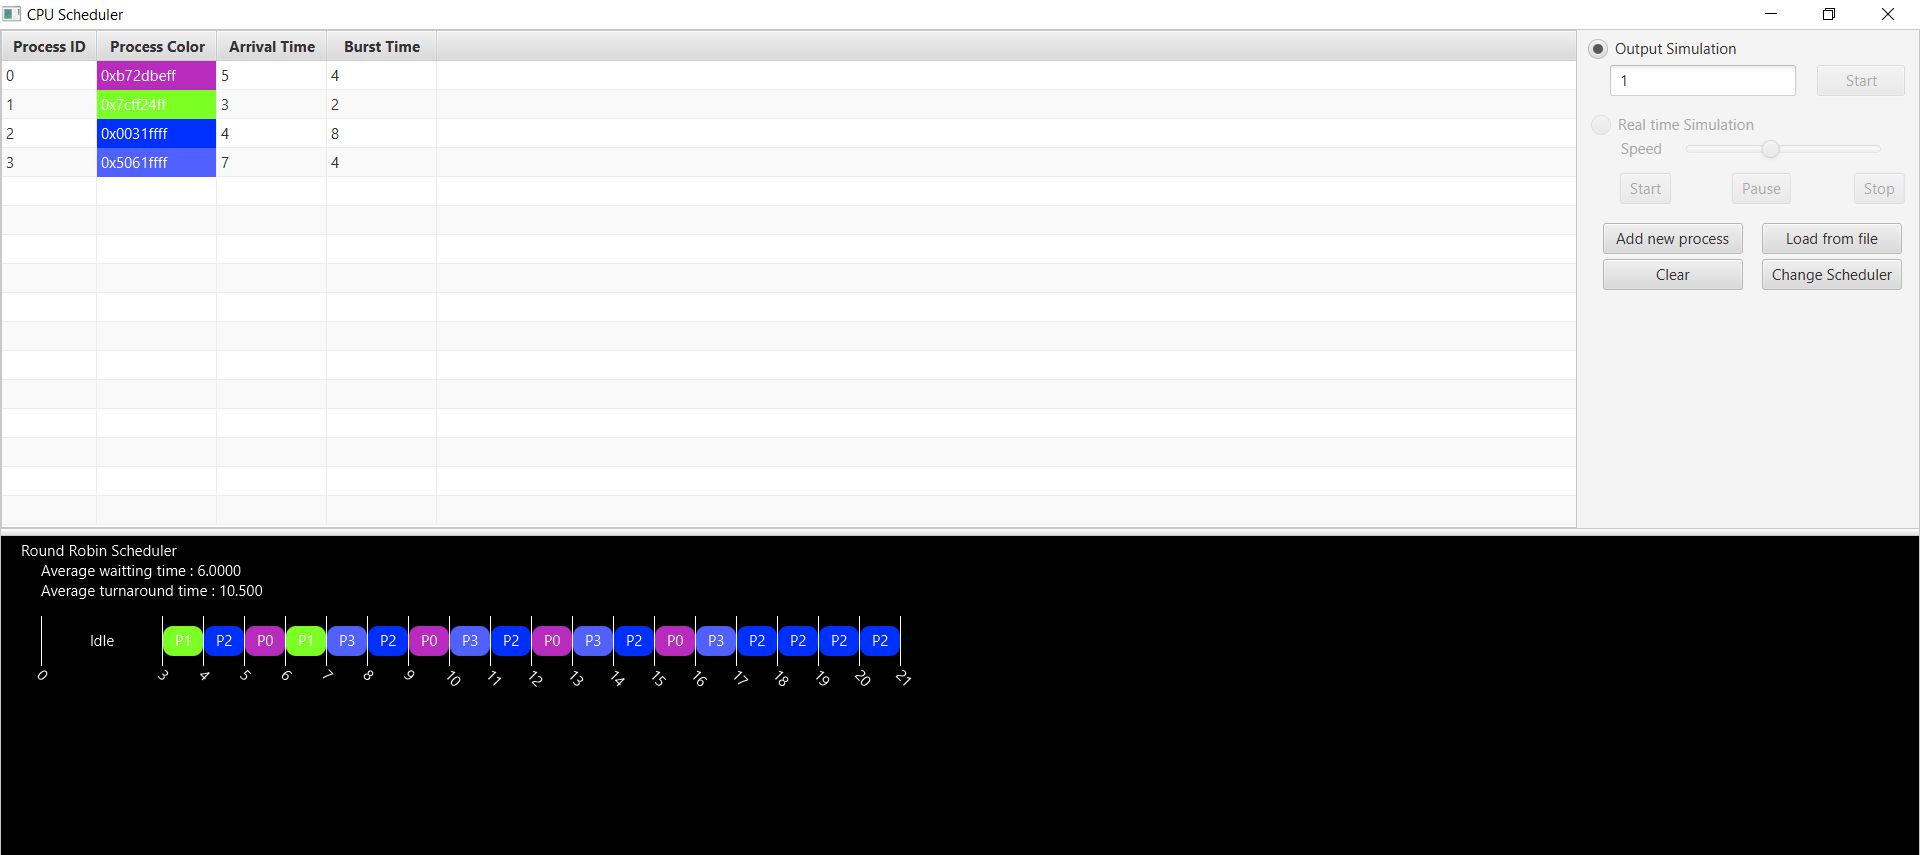 CPU Scheduler
Process ID Process Color Arrival Time Burst Time
0 0xb72dbeff 5 4
1 0x7cff24ff 3 2
2 0x0031ffff 4 8
3 0x5061ffff 7 4
Output Simulation
1 Start
Real time Simulation
Speed
Start Pause Stop
Add new process Load from file
Clear Change Scheduler
Round Robin Scheduler
Average waitting time : 6.0000
Average turnaround time : 10.500
Idle P1 P2 P0 P1 P3 P2 P0 P3 P2 P0 P3 P2 P0 P3 P2 P2 P2 P2
0 3 4 5 6 7 8 9 10 11 12 13 14 15 16 17 18 19 20 21